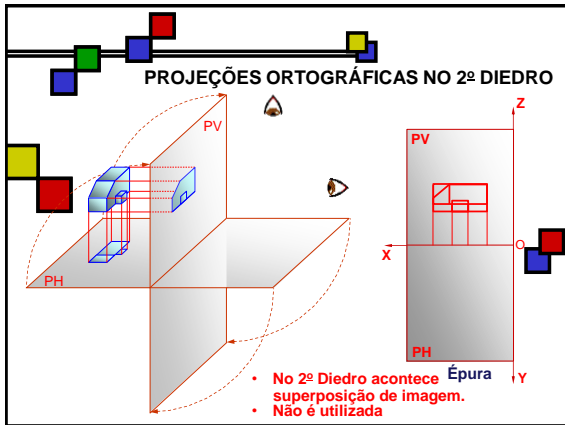 PROJEÇÕES ORTOGRÁFICAS NO 2º DIEDRO
PV
PH
Z
PV
X
O
PH
Y
Épura
• No 2º Diedro acontece
superposição de imagem.
• Não é utilizada